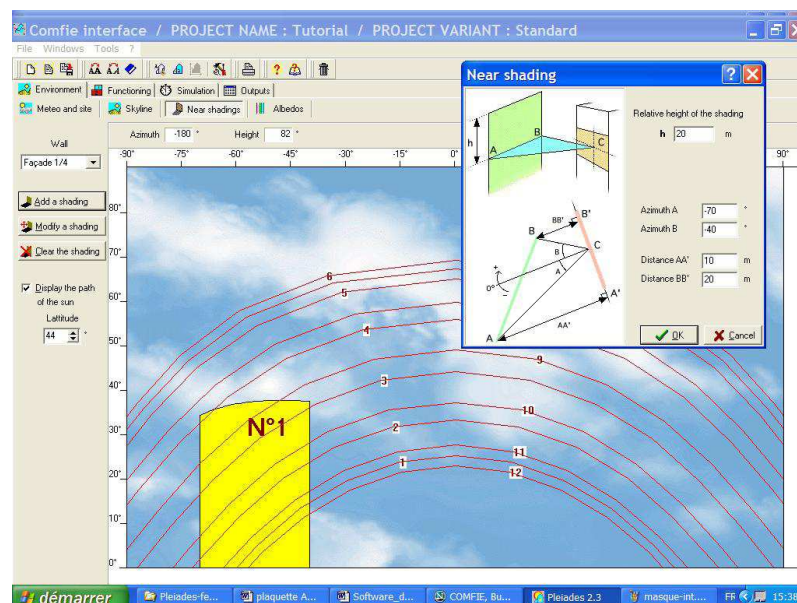 Comfie interface / PROJECT NAME : Tutorial / PROJECT VARIANT : Standard
File Windows Tools ?
Environment Functioning Simulation Outputs
Meteo and site Skyline Near shadings Albedos
Wall
Façade 1/4
Add a shading
Modify a shading
Clear the shading
Display the path
of the sun
Lattitude
44 °
Azimuth -180 ° Height 82 °
-90° -75° -60° -45° -30° -15° 0° 90°
80°
70°
60°
50°
40°
30°
20°
10°
0°
6
5
4
3
2
1
9
10
11
12
N°1
Near shading
h
A
B
C
Relative height of the shading
h 20 m
BB' B'
B
C
B
A
+
0°
-
A'
AA'
A
Azimuth A -70 °
Azimuth B -40 °
Distance AA' 10 m
Distance BB' 20 m
OK Cancel
démarrer Pleiades-fe... plaquette A... Software_d... COMFIE, Bu... Pleiades 2.3 masque-int.... FR 15:38